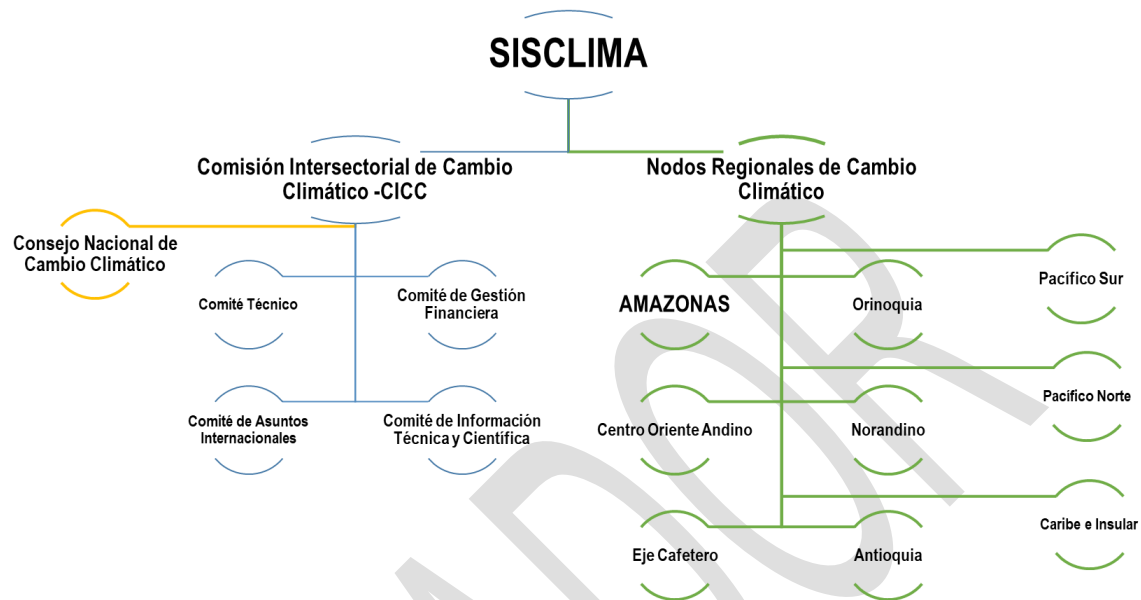 SISCLIMA
Comisión Intersectorial de Cambio
Climático -CICC
Nodos Regionales de Cambio
Climático
Consejo Nacional de
Cambio Climático
Comité Técnico
Comité de Gestión
Financiera
AMAZONAS
Orinoquia
Pacífico Sur
Comité de Asuntos
Internacionales
Comité de Información
Técnica y Científica
Centro Oriente Andino
Norandino
Pacífico Norte
Eje Cafetero
Antioquia
Caribe e Insular
ADOR